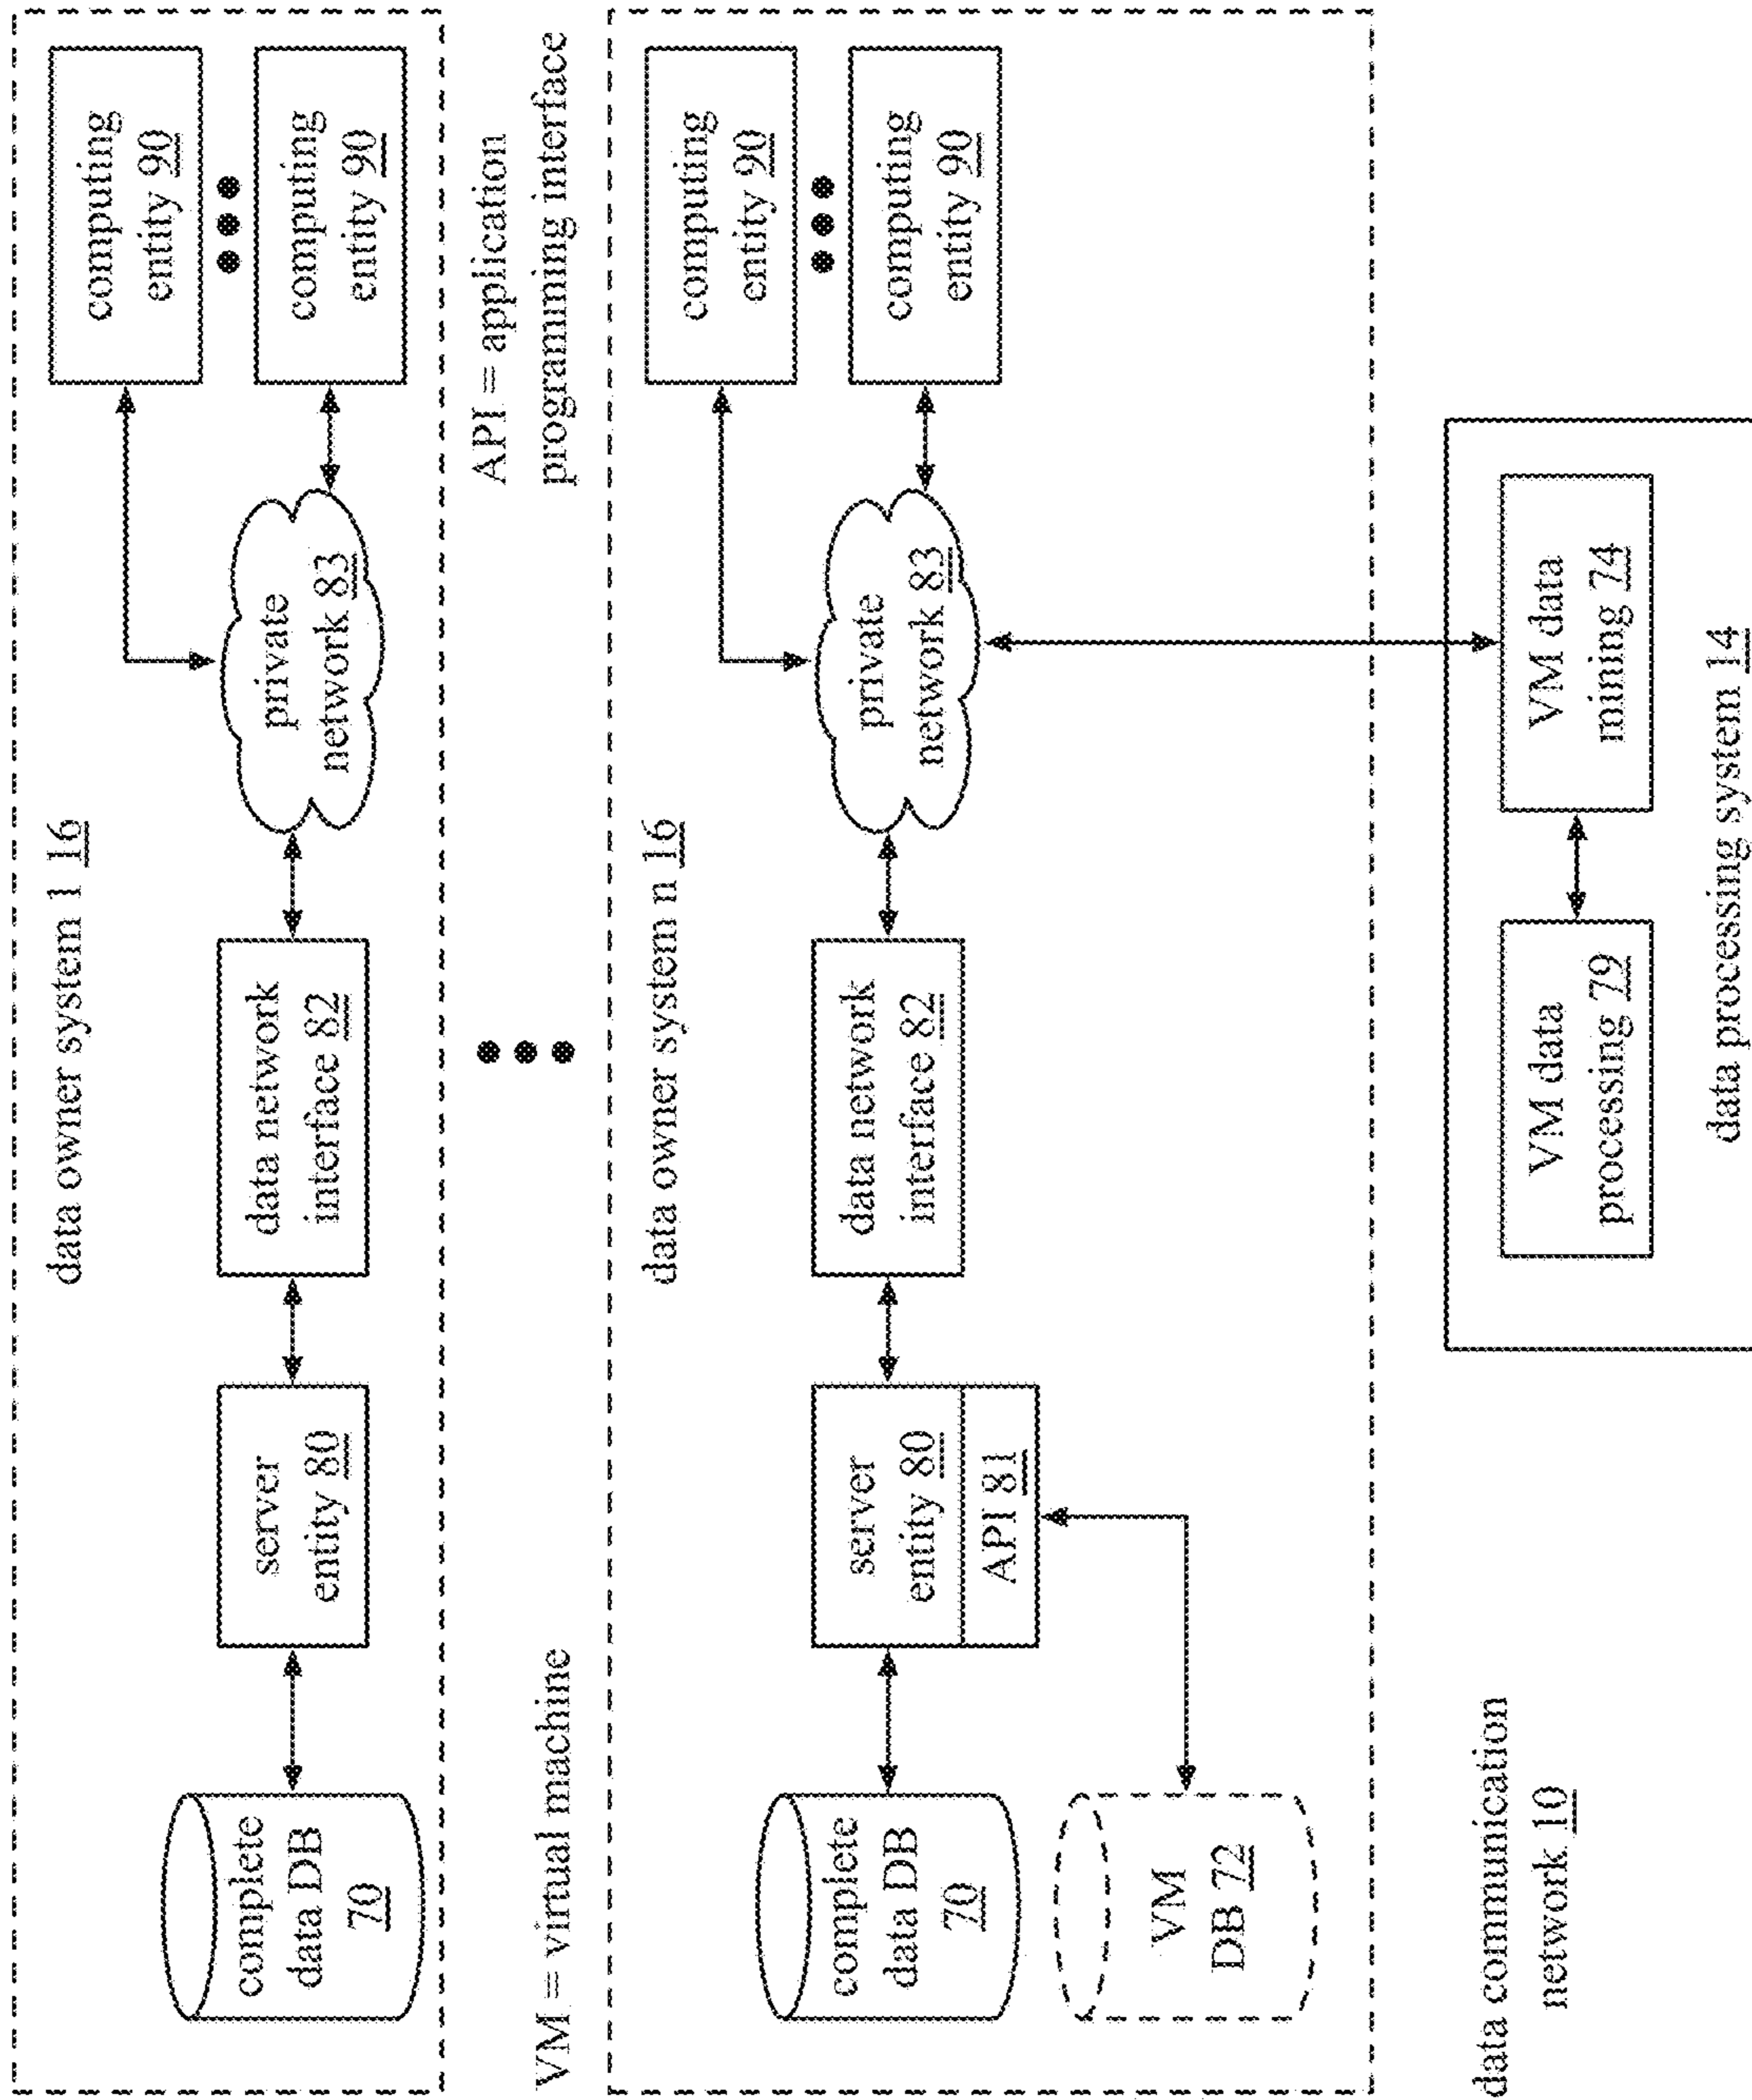 data owner system 1 16
complete
data DB
70
server
entity 80
data network
interface 82
private
network 83
computing
entity 90
computing
entity 90
VM = virtual machine
API = application
programming interface
data owner system n 16
complete
data DB
70
server
entity 80
API 81
data network
interface 82
private
network 83
computing
entity 90
computing
entity 90
VM
DB 72
data communication
network 10
VM data
processing 79
VM data
mining 74
data processing system 14